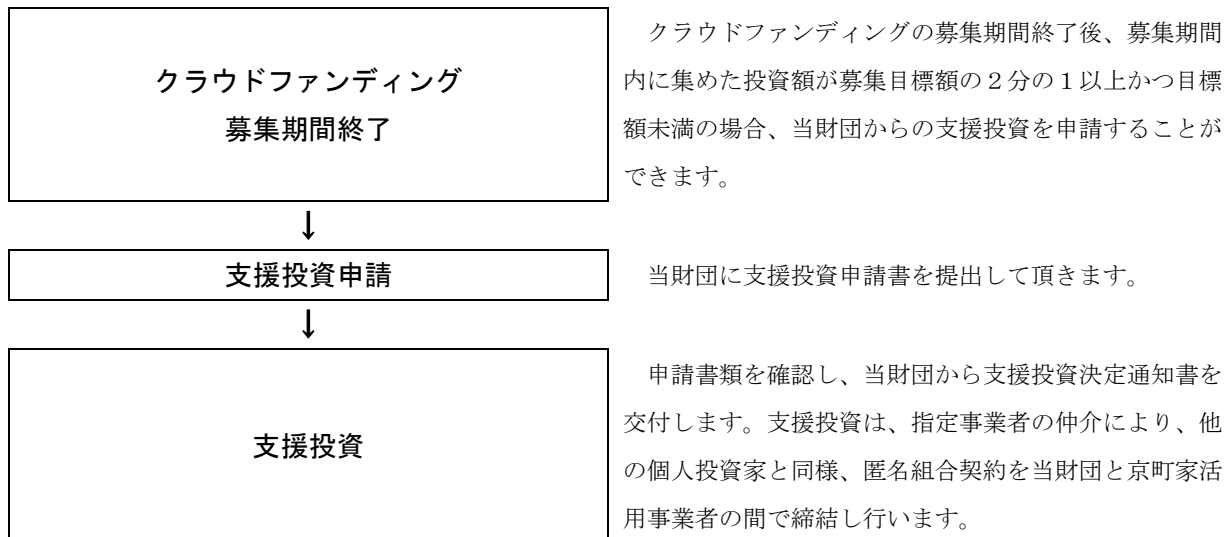 クラウドファンディング
募集期間終了
クラウドファンディングの募集期間終了後、募集期間
内に集めた投資額が募集目標額の２分の１以上かつ目標
額未満の場合、当財団からの支援投資を申請することが
できます。
↓
支援投資申請
当財団に支援投資申請書を提出して頂きます。
↓
支援投資
申請書類を確認し、当財団から支援投資決定通知書を
交付します。支援投資は、指定事業者の仲介により、他
の個人投資家と同様、匿名組合契約を当財団と京町家活
用事業者の間で締結し行います。